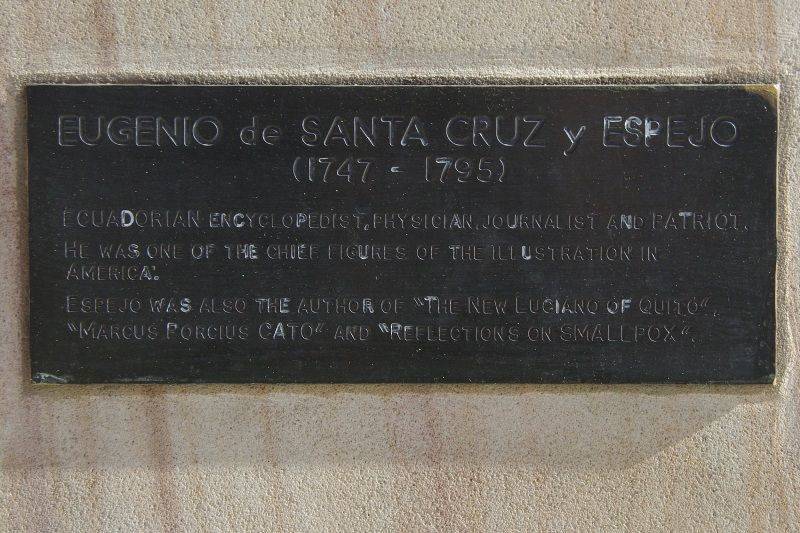 EUGENIO de SANTA CRUZ y ESPEJO
(1747 - 1795)
ECUADORIAN ENCYCLOPEDIST, PHYSICIAN, JOURNALIST AND PATRIOT.
HE WAS ONE OF THE CHIEF FIGURES OF THE ILLUSTRATION IN
AMERICA.
ESPEJO WAS ALSO THE AUTHOR OF "THE NEW LUCIANO OF QUITO",
"MARCUS PORCIUS CATO" AND "REFLECTIONS ON SMALLPOX".